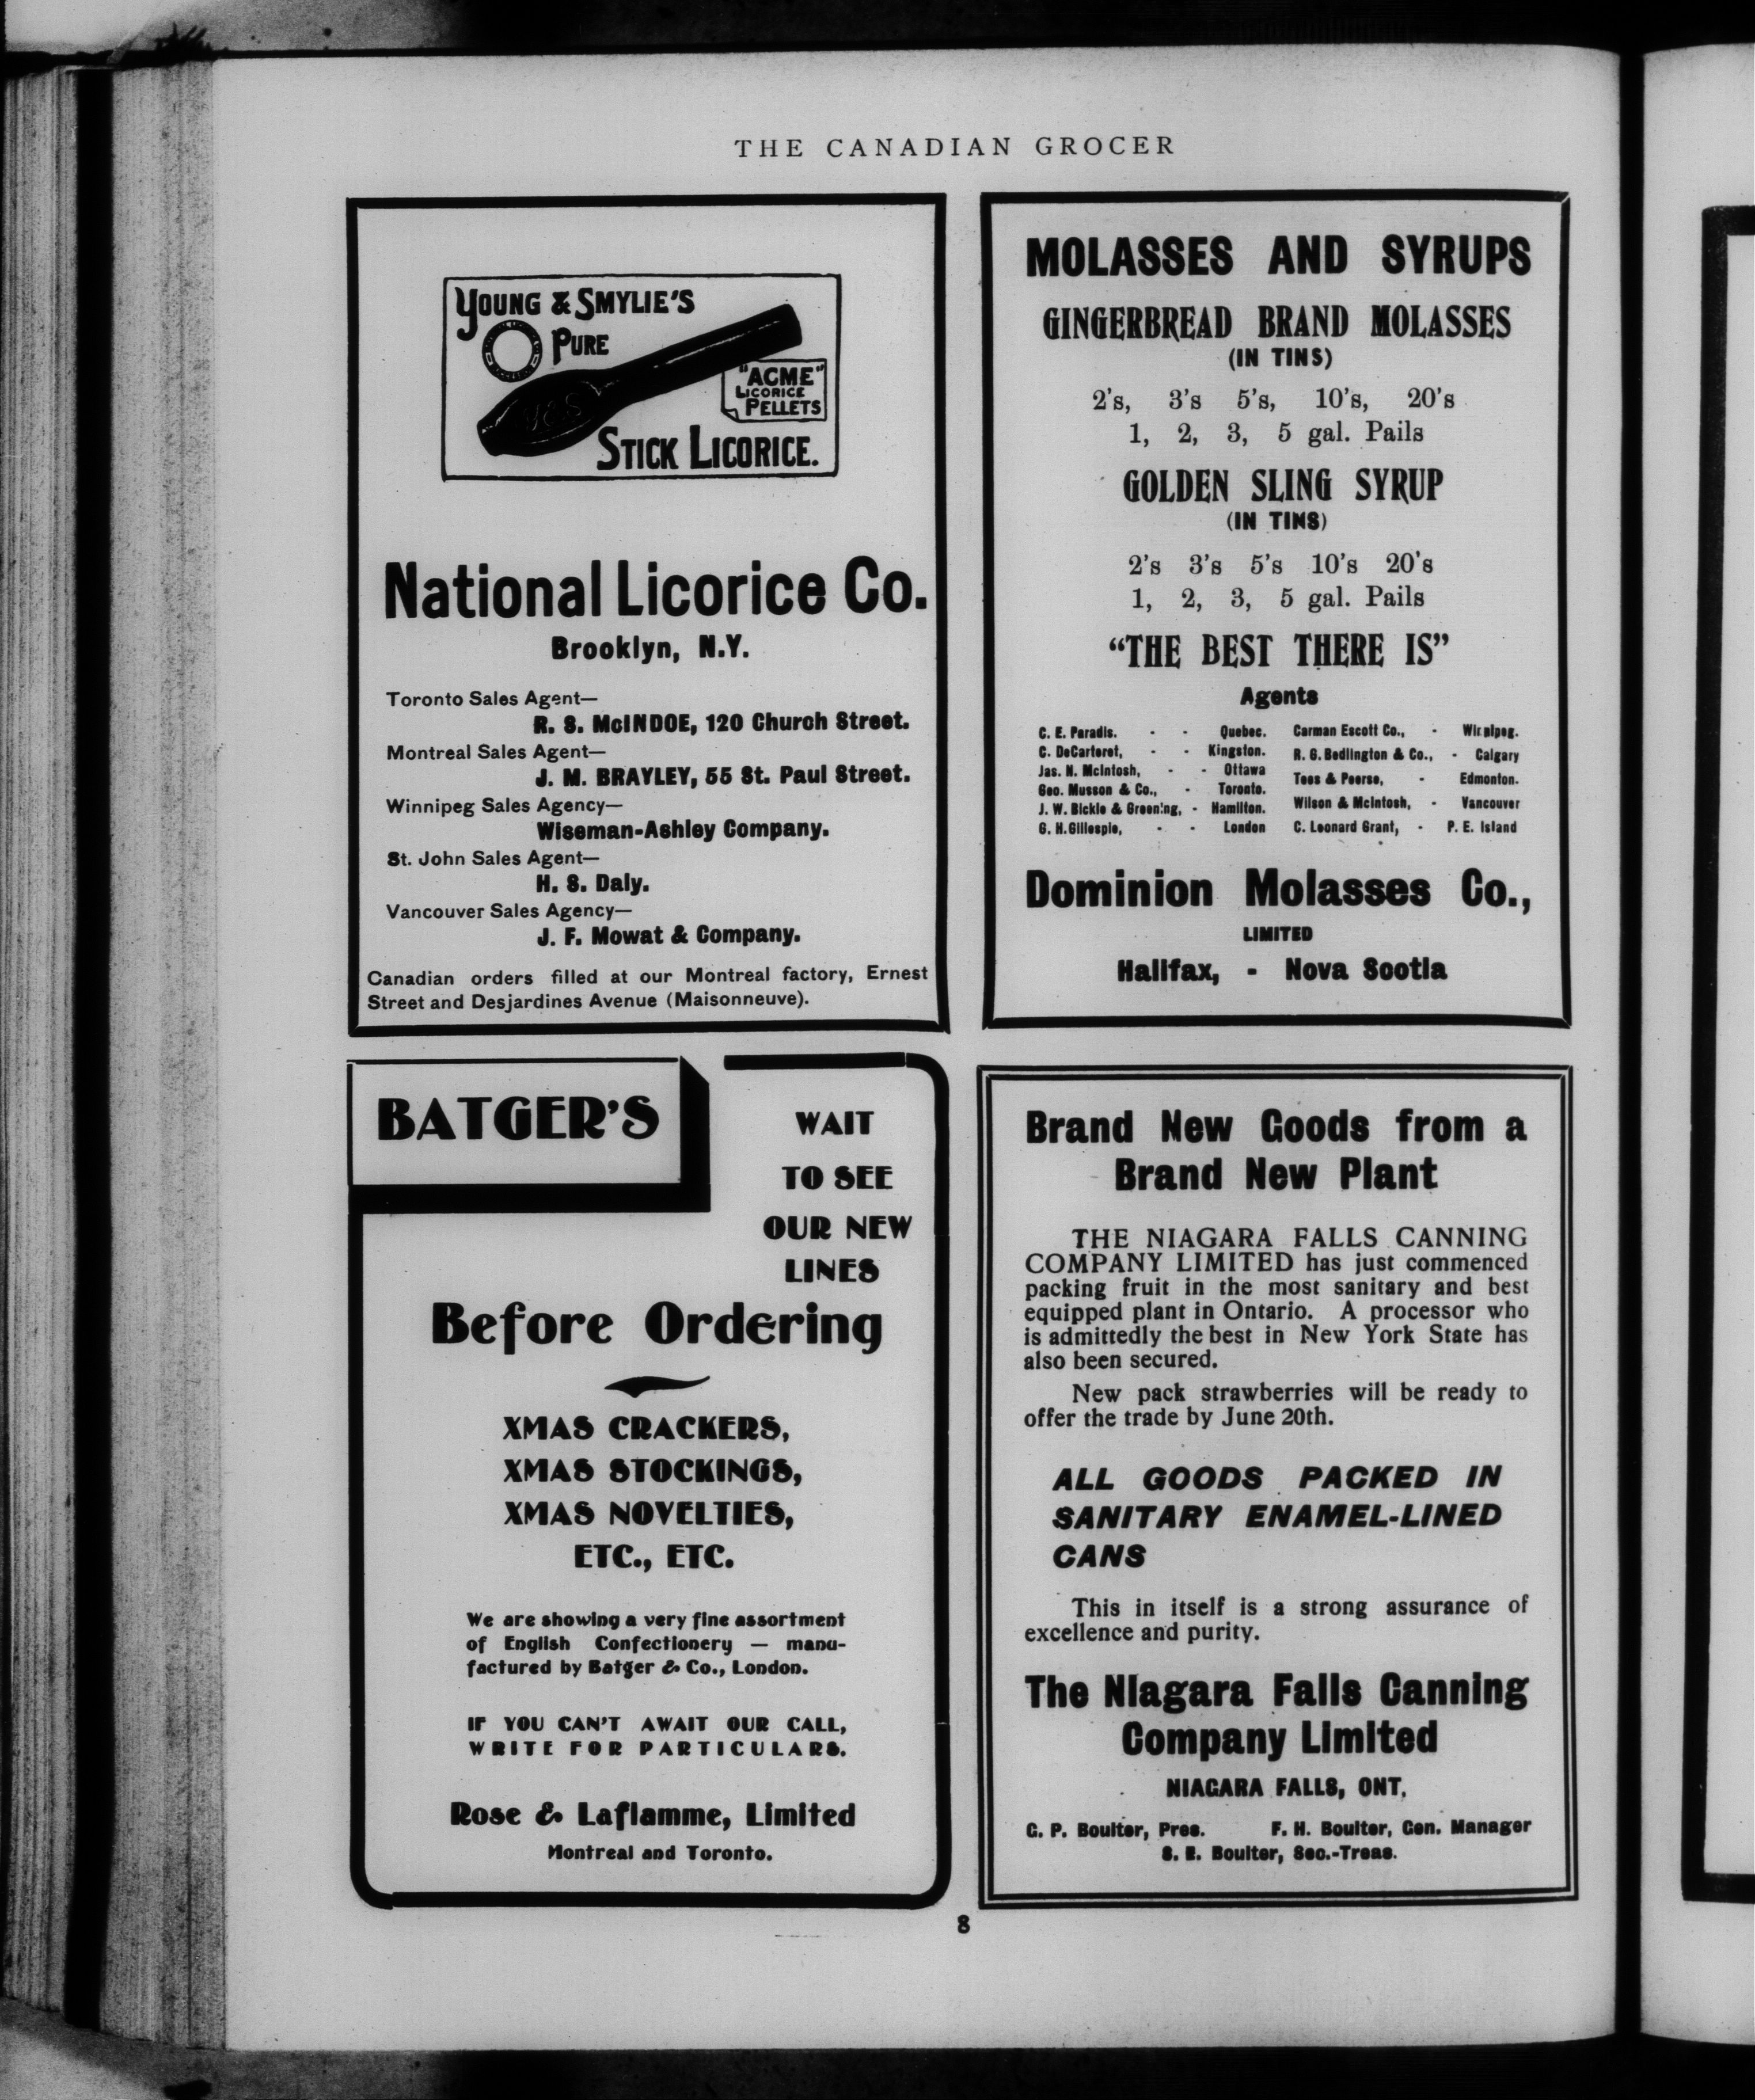 THE CANADIAN GROCER
YOUNG & SMYLIE'S
PURE
"ACME"
LICORICE
PELLETS
Y&S
STICK LICORICE.
National Licorice Co.
Brooklyn, N.Y.
Toronto Sales Agent—
R. S. McINDOE, 120 Church Street.
Montreal Sales Agent—
J. M. BRAYLEY, 55 St. Paul Street.
Winnipeg Sales Agency—
Wiseman-Ashley Company.
St. John Sales Agent—
H. S. Daly.
Vancouver Sales Agency—
J. F. Mowat & Company.
Canadian orders filled at our Montreal factory, Ernest
Street and Desjardines Avenue (Maisonneuve).
MOLASSES AND SYRUPS
GINGERBREAD BRAND MOLASSES
(IN TINS)
2's, 3's 5's, 10's, 20's
1, 2, 3, 5 gal. Pails
GOLDEN SLING SYRUP
(IN TINS)
2's 3's 5's 10's 20's
1, 2, 3, 5 gal. Pails
"THE BEST THERE IS"
Agents
C. E. Paradis. - - Quebec.
C. DeCarteret, - - Kingston.
Jas. N. McIntosh, - - Ottawa
Geo. Musson & Co., - Toronto.
J. W. Bickle & Greening, - Hamilton.
G. H. Gillespie, - - London
Carman Escott Co., - Winnipeg.
R. G. Bedlington & Co., - Calgary
Tees & Peerse, - Edmonton.
Wilson & McIntosh, - Vancouver
C. Leonard Grant, - P. E. Island
Dominion Molasses Co.,
LIMITED
Halifax, - Nova Scotia
BATGER'S
WAIT
TO SEE
OUR NEW
LINES
Before Ordering
XMAS CRACKERS,
XMAS STOCKINGS,
XMAS NOVELTIES,
ETC., ETC.
We are showing a very fine assortment
of English Confectionery — manu-
factured by Batger & Co., London.
IF YOU CAN'T AWAIT OUR CALL,
WRITE FOR PARTICULARS.
Rose & Laflamme, Limited
Montreal and Toronto.
Brand New Goods from a
Brand New Plant
THE NIAGARA FALLS CANNING
COMPANY LIMITED has just commenced
packing fruit in the most sanitary and best
equipped plant in Ontario. A processor who
is admittedly the best in New York State has
also been secured.
New pack strawberries will be ready to
offer the trade by June 20th.
ALL GOODS PACKED IN
SANITARY ENAMEL-LINED
CANS
This in itself is a strong assurance of
excellence and purity.
The Niagara Falls Canning
Company Limited
NIAGARA FALLS, ONT.
C. P. Boulter, Pres. F. H. Boulter, Gen. Manager
S. E. Boulter, Sec.-Treas.
8